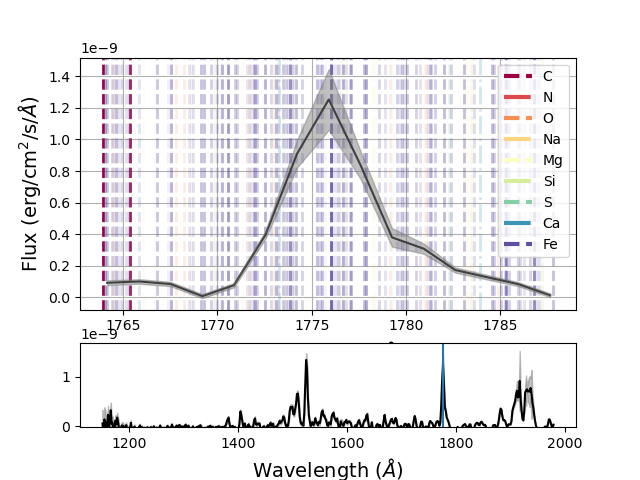 1e−9
Flux (erg/cm²/s/Å)
1.4
1.2
1.0
0.8
0.6
0.4
0.2
0.0
C
N
O
Na
Mg
Si
S
Ca
Fe
1765 1770 1775 1780 1785
1e−9
1
0
1200 1400 1600 1800 2000
Wavelength (Å)